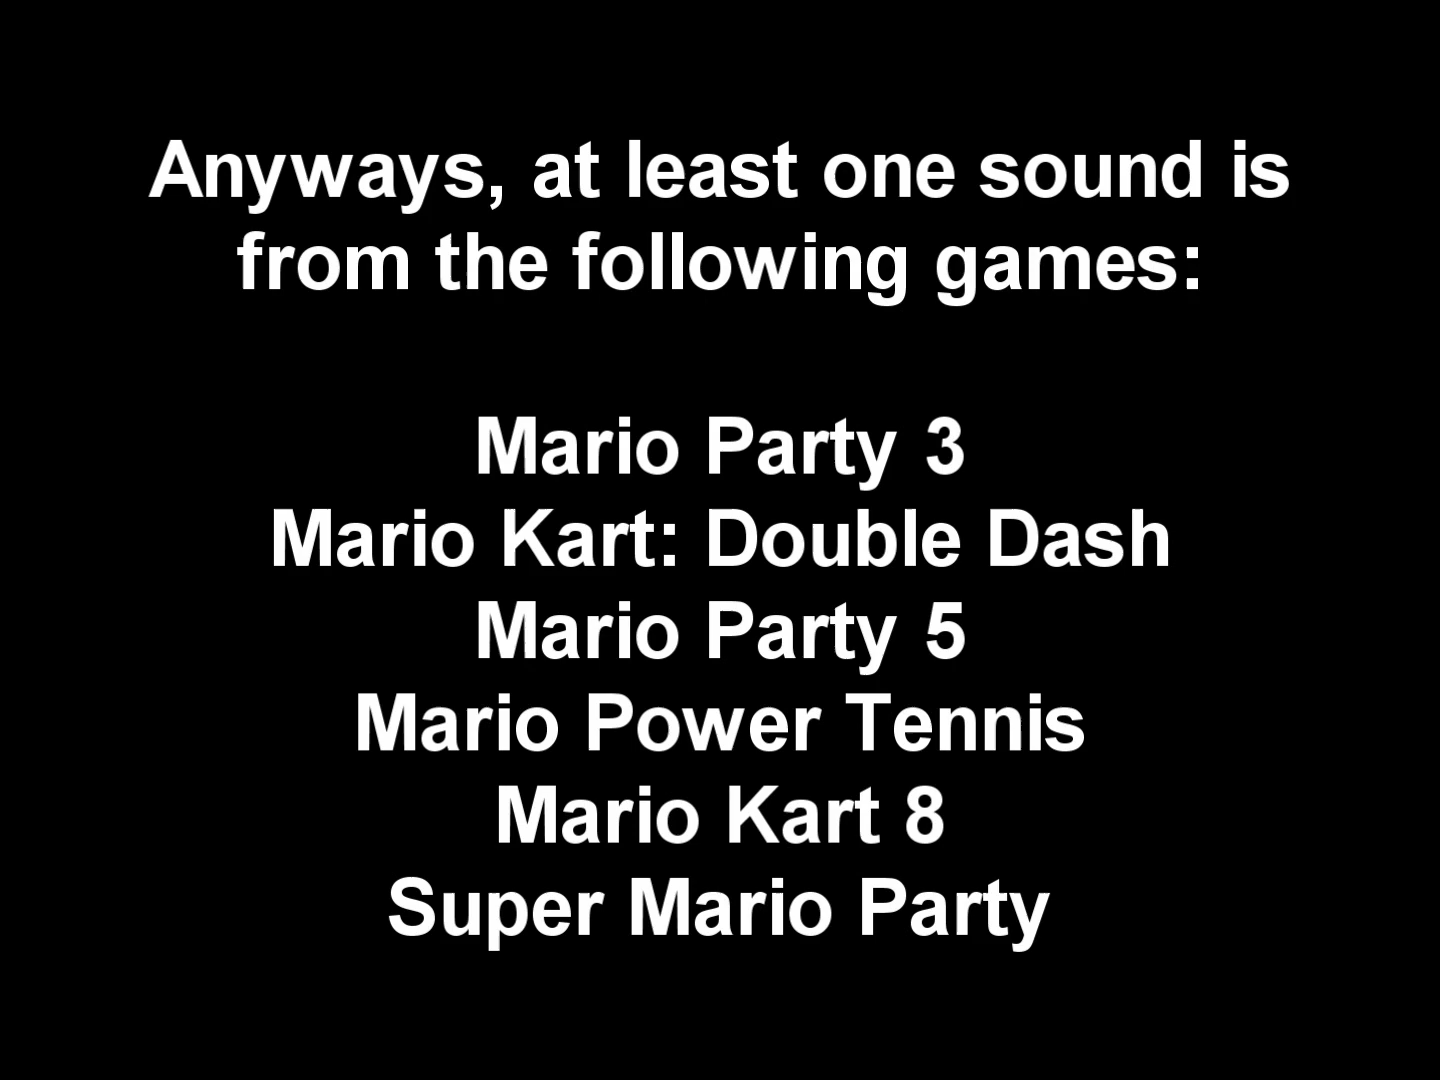 Anyways, at least one sound is
from the following games:
Mario Party 3
Mario Kart: Double Dash
Mario Party 5
Mario Power Tennis
Mario Kart 8
Super Mario Party